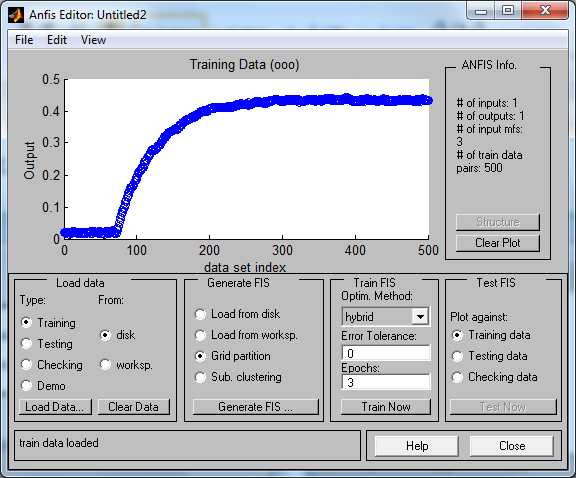 Anfis Editor: Untitled2
File Edit View
Training Data (ooo)
0.5
0.4
0.3
0.2
0.1
0
Output
0 100 200 300 400 500
data set index
ANFIS Info.
# of inputs: 1
# of outputs: 1
# of input mfs:
3
# of train data
pairs: 500
Structure
Clear Plot
Load data
Type: From:
Training
Testing
Checking
Demo
disk
worksp.
Load Data... Clear Data
Generate FIS
Load from disk
Load from worksp.
Grid partition
Sub. clustering
Generate FIS ...
Train FIS
Optim. Method:
hybrid
Error Tolerance:
0
Epochs:
3
Train Now
Test FIS
Plot against:
Training data
Testing data
Checking data
Test Now
train data loaded
Help Close